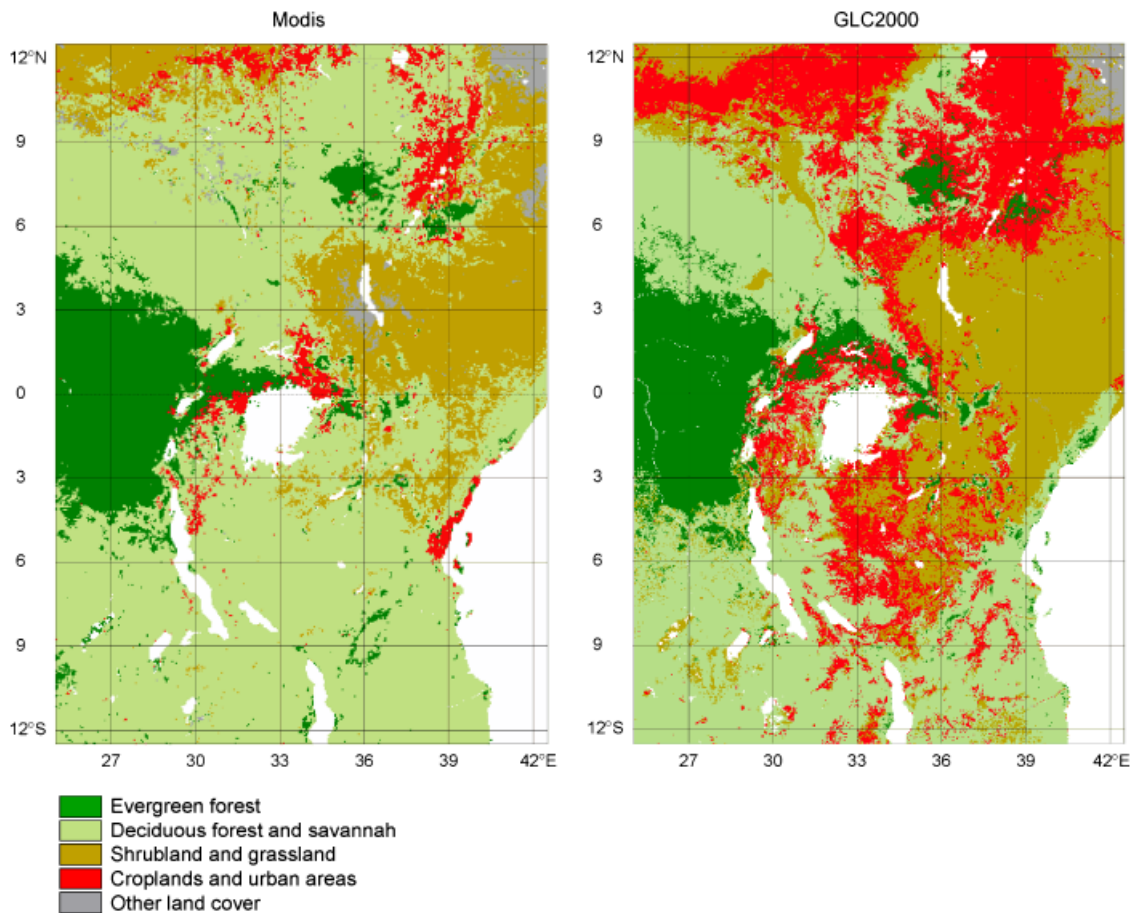 Modis
GLC2000
12°N
9
6
3
0
3
6
9
12°S
27 30 33 36 39 42°E
12°N
9
6
3
0
3
6
9
12°S
27 30 33 36 39 42°E
Evergreen forest
Deciduous forest and savannah
Shrubland and grassland
Croplands and urban areas
Other land cover